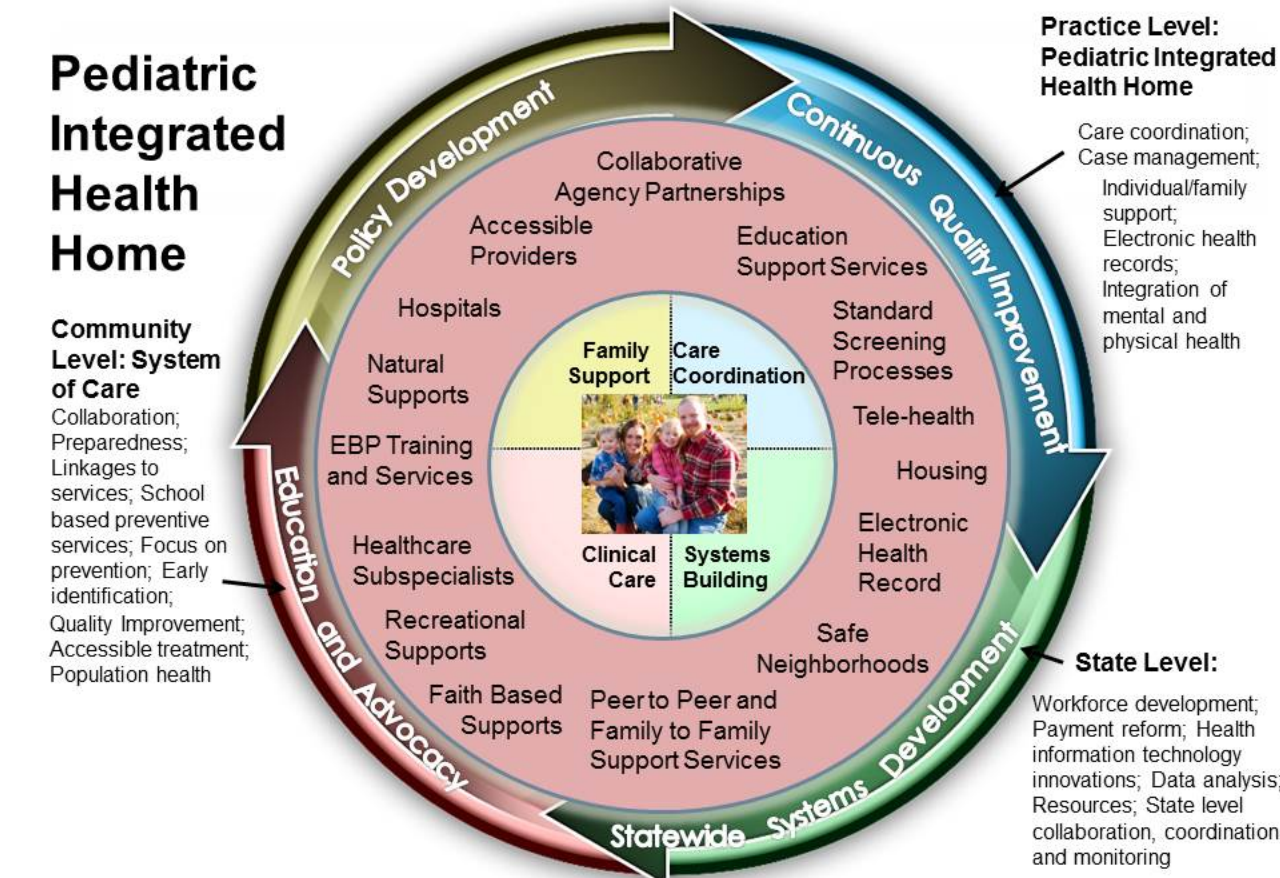 Pediatric
Integrated
Health
Home
Practice Level:
Pediatric Integrated
Health Home
Care coordination;
Case management;
Individual/family
support;
Electronic health
records;
Integration of
mental and
physical health
Community
Level: System
of Care
Collaboration;
Preparedness;
Linkages to
services; School
based preventive
services; Focus on
prevention; Early
identification;
Quality Improvement;
Accessible treatment;
Population health
State Level:
Workforce development;
Payment reform; Health
information technology
innovations; Data analysis;
Resources; State level
collaboration, coordination
and monitoring
Policy Development
Continuous Quality Improvement
Statewide Systems Development
Education and Advocacy
Collaborative
Agency Partnerships
Accessible
Providers
Education
Support Services
Hospitals
Standard
Screening
Processes
Natural
Supports
Tele-health
EBP Training
and Services
Housing
Healthcare
Subspecialists
Electronic
Health
Record
Recreational
Supports
Safe
Neighborhoods
Faith Based
Supports
Peer to Peer and
Family to Family
Support Services
Family
Support
Care
Coordination
Clinical
Care
Systems
Building